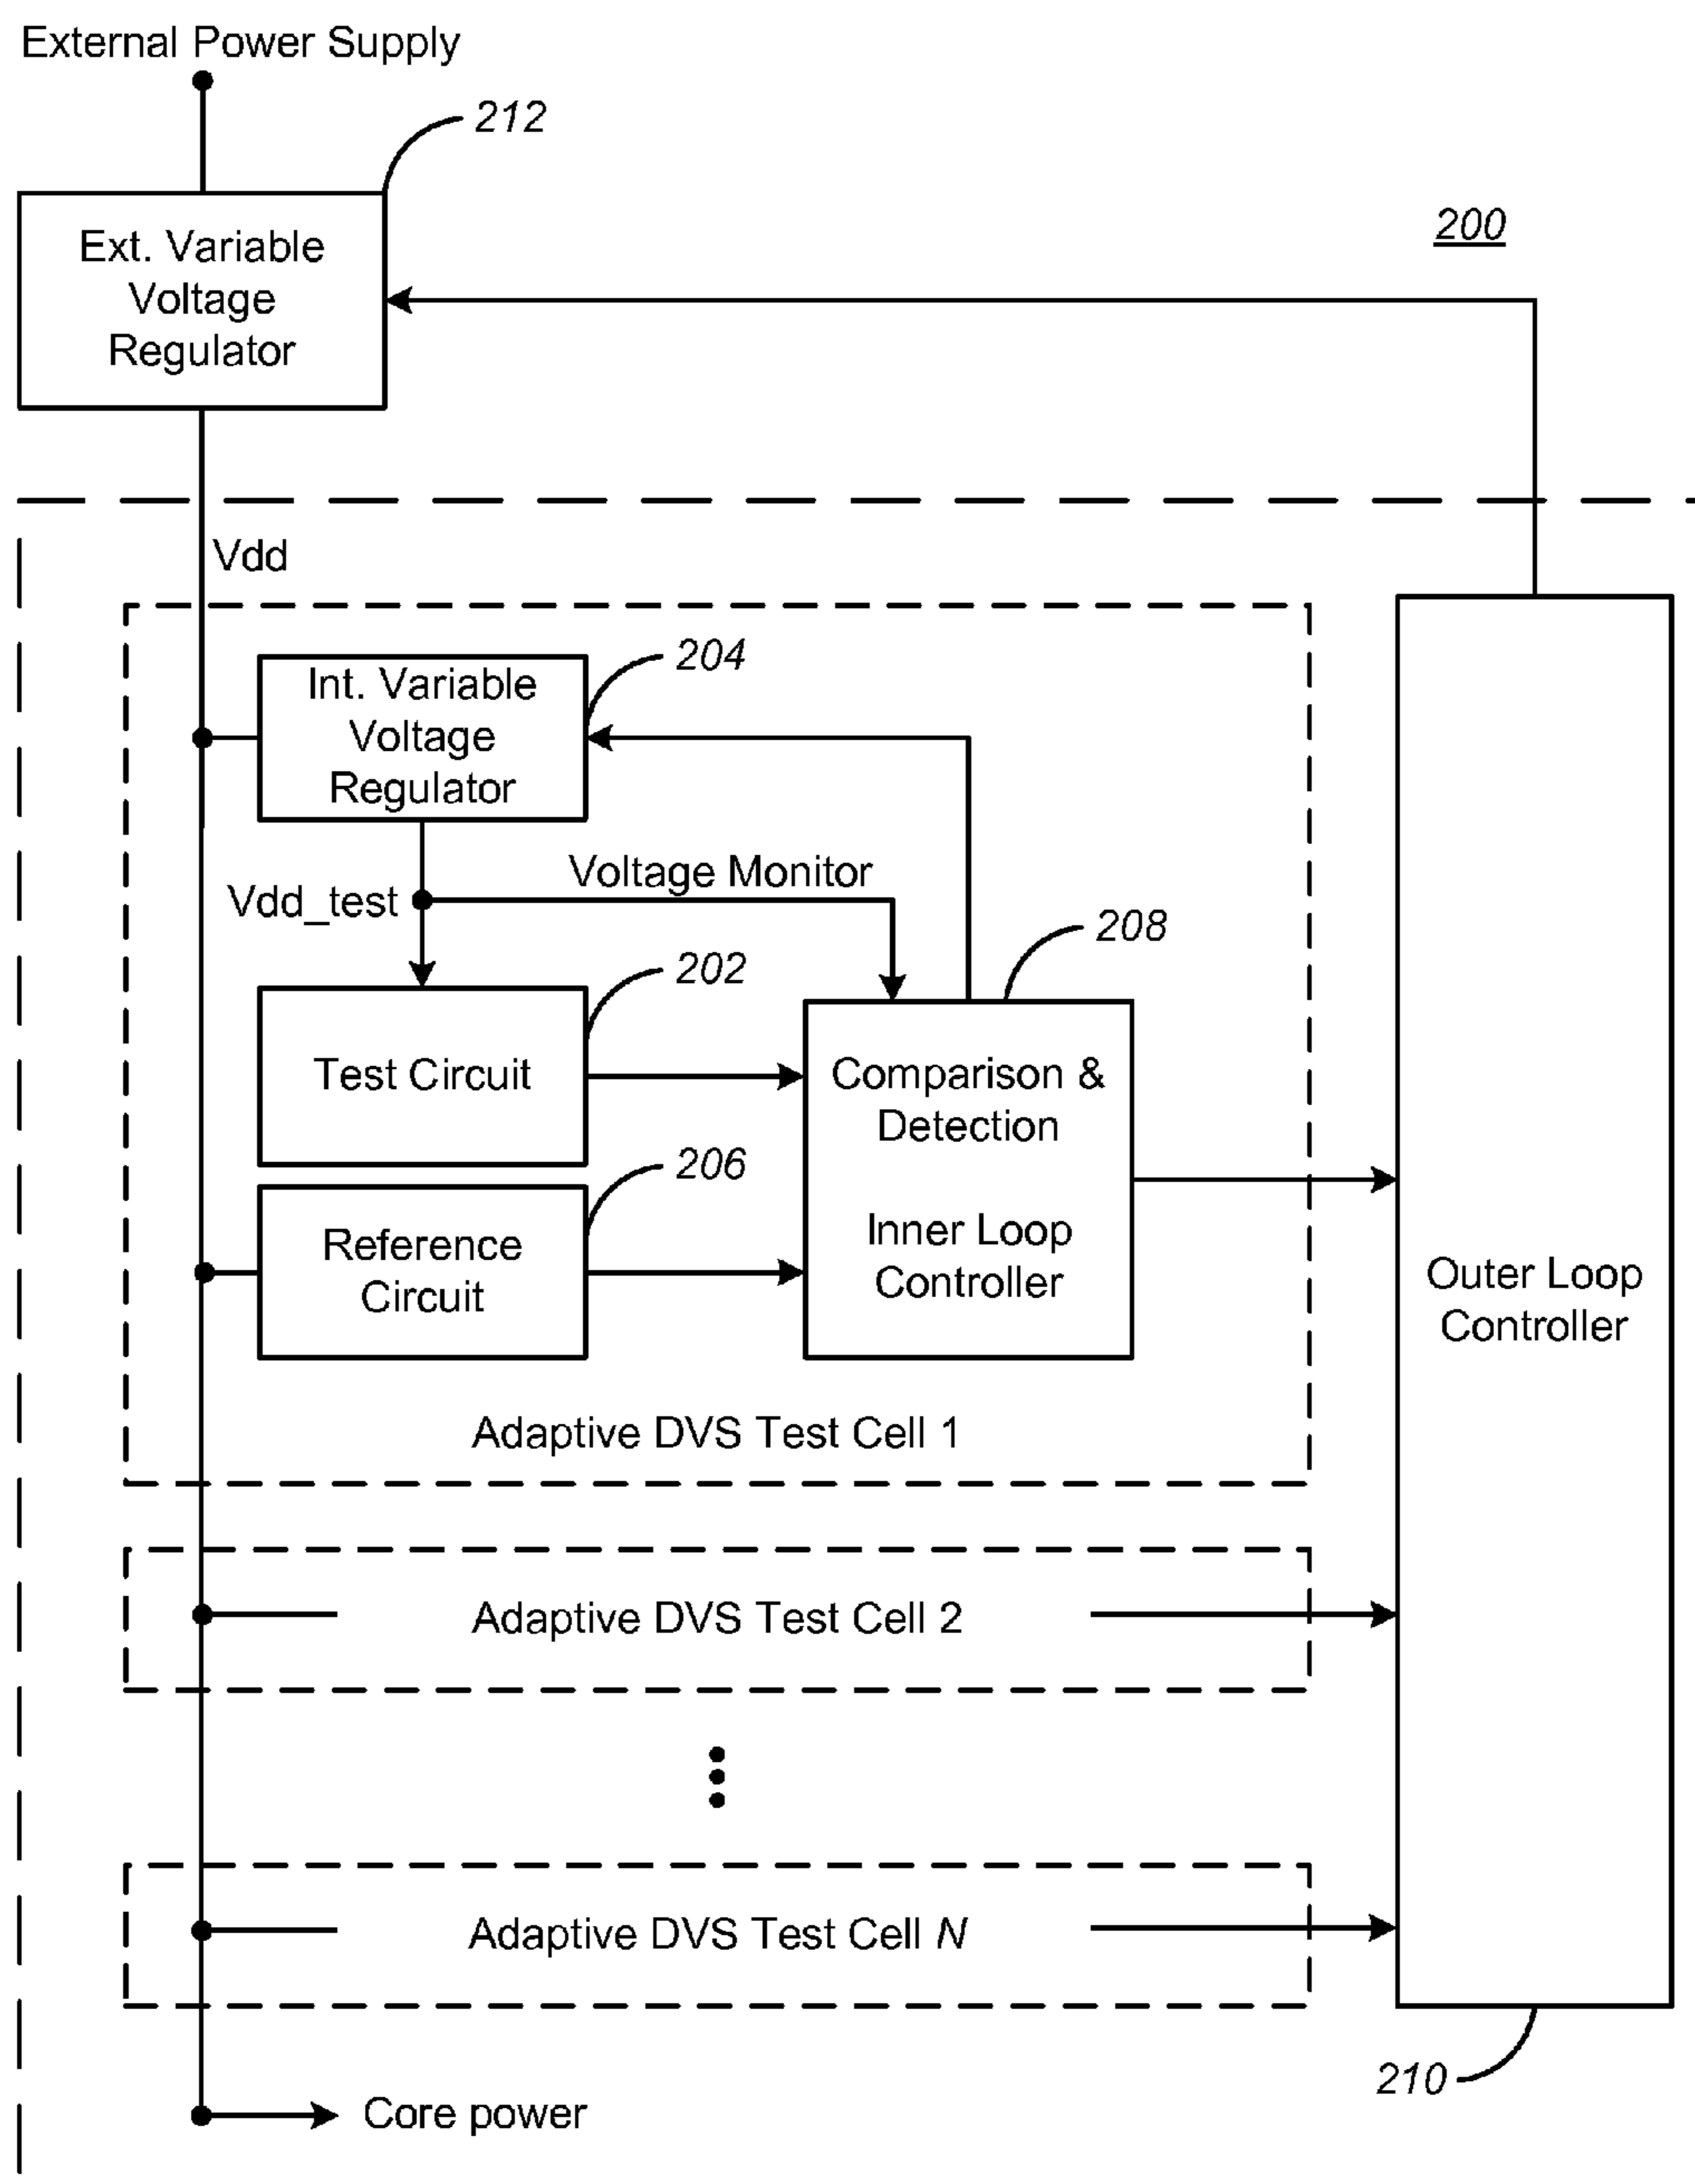 External Power Supply
212
Ext. Variable
Voltage
Regulator
200
Vdd
204
Int. Variable
Voltage
Regulator
Voltage Monitor
Vdd_test
208
202
Test Circuit
Comparison &
Detection
206
Reference
Circuit
Inner Loop
Controller
Outer Loop
Controller
Adaptive DVS Test Cell 1
Adaptive DVS Test Cell 2
Adaptive DVS Test Cell N
210
Core power